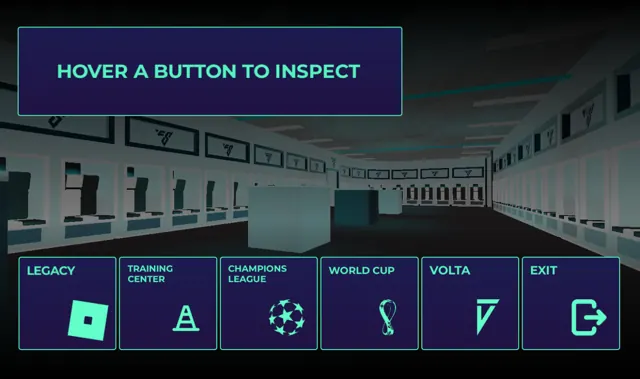 HOVER A BUTTON TO INSPECT
LEGACY
TRAINING
CENTER
CHAMPIONS
LEAGUE
WORLD CUP
VOLTA
EXIT